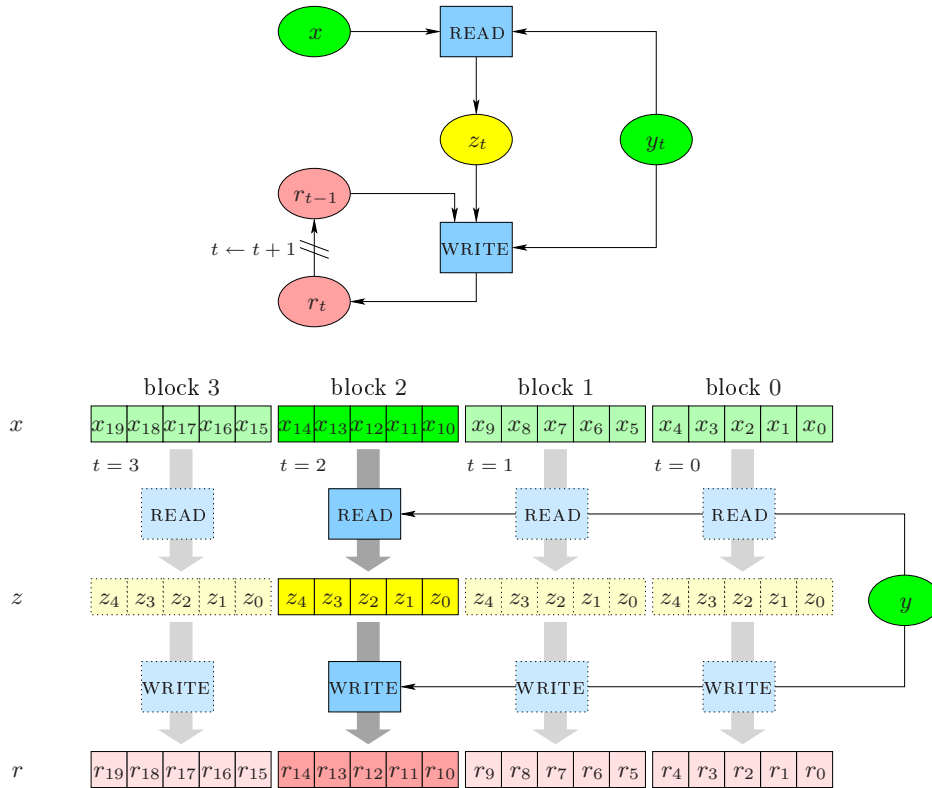 x READ
z_t y_t
r_{t−1}
t ← t + 1 WRITE
r_t
block 3 block 2 block 1 block 0
x x_19 x_18 x_17 x_16 x_15 x_14 x_13 x_12 x_11 x_10 x_9 x_8 x_7 x_6 x_5 x_4 x_3 x_2 x_1 x_0
t = 3 t = 2 t = 1 t = 0
READ READ READ READ
z z_4 z_3 z_2 z_1 z_0 z_4 z_3 z_2 z_1 z_0 z_4 z_3 z_2 z_1 z_0 z_4 z_3 z_2 z_1 z_0 y
WRITE WRITE WRITE WRITE
r r_19 r_18 r_17 r_16 r_15 r_14 r_13 r_12 r_11 r_10 r_9 r_8 r_7 r_6 r_5 r_4 r_3 r_2 r_1 r_0